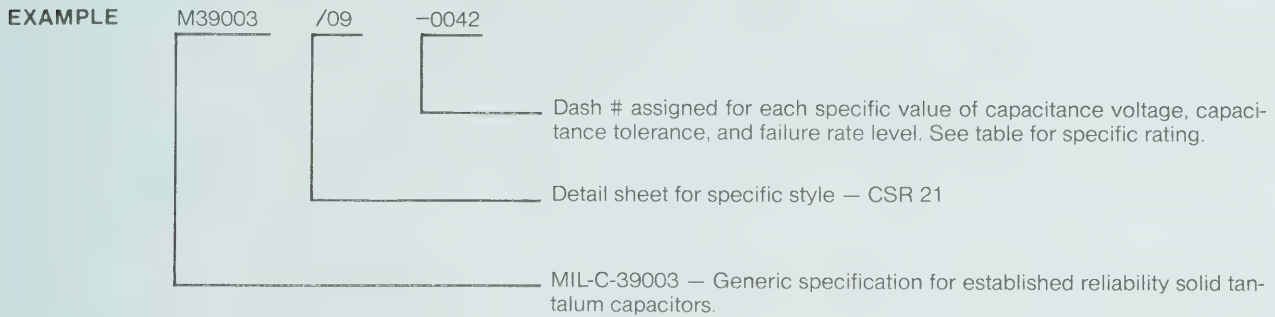 EXAMPLE M39003 /09 –0042
Dash # assigned for each specific value of capacitance voltage, capaci-
tance tolerance, and failure rate level. See table for specific rating.
Detail sheet for specific style — CSR 21
MIL-C-39003 — Generic specification for established reliability solid tan-
talum capacitors.